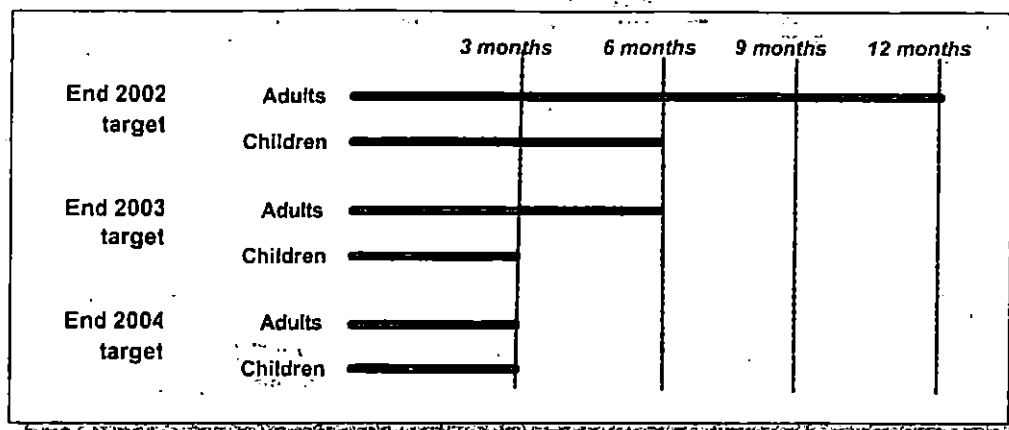 3 months 6 months 9 months 12 months
End 2002 target
Adults
Children
End 2003 target
Adults
Children
End 2004 target
Adults
Children